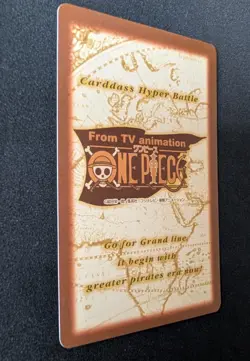 Carddass Hyper Battle
From TV animation
ワンピース
ONE PIECE
Go for Grand line,
it begin with
greater pirates era now!